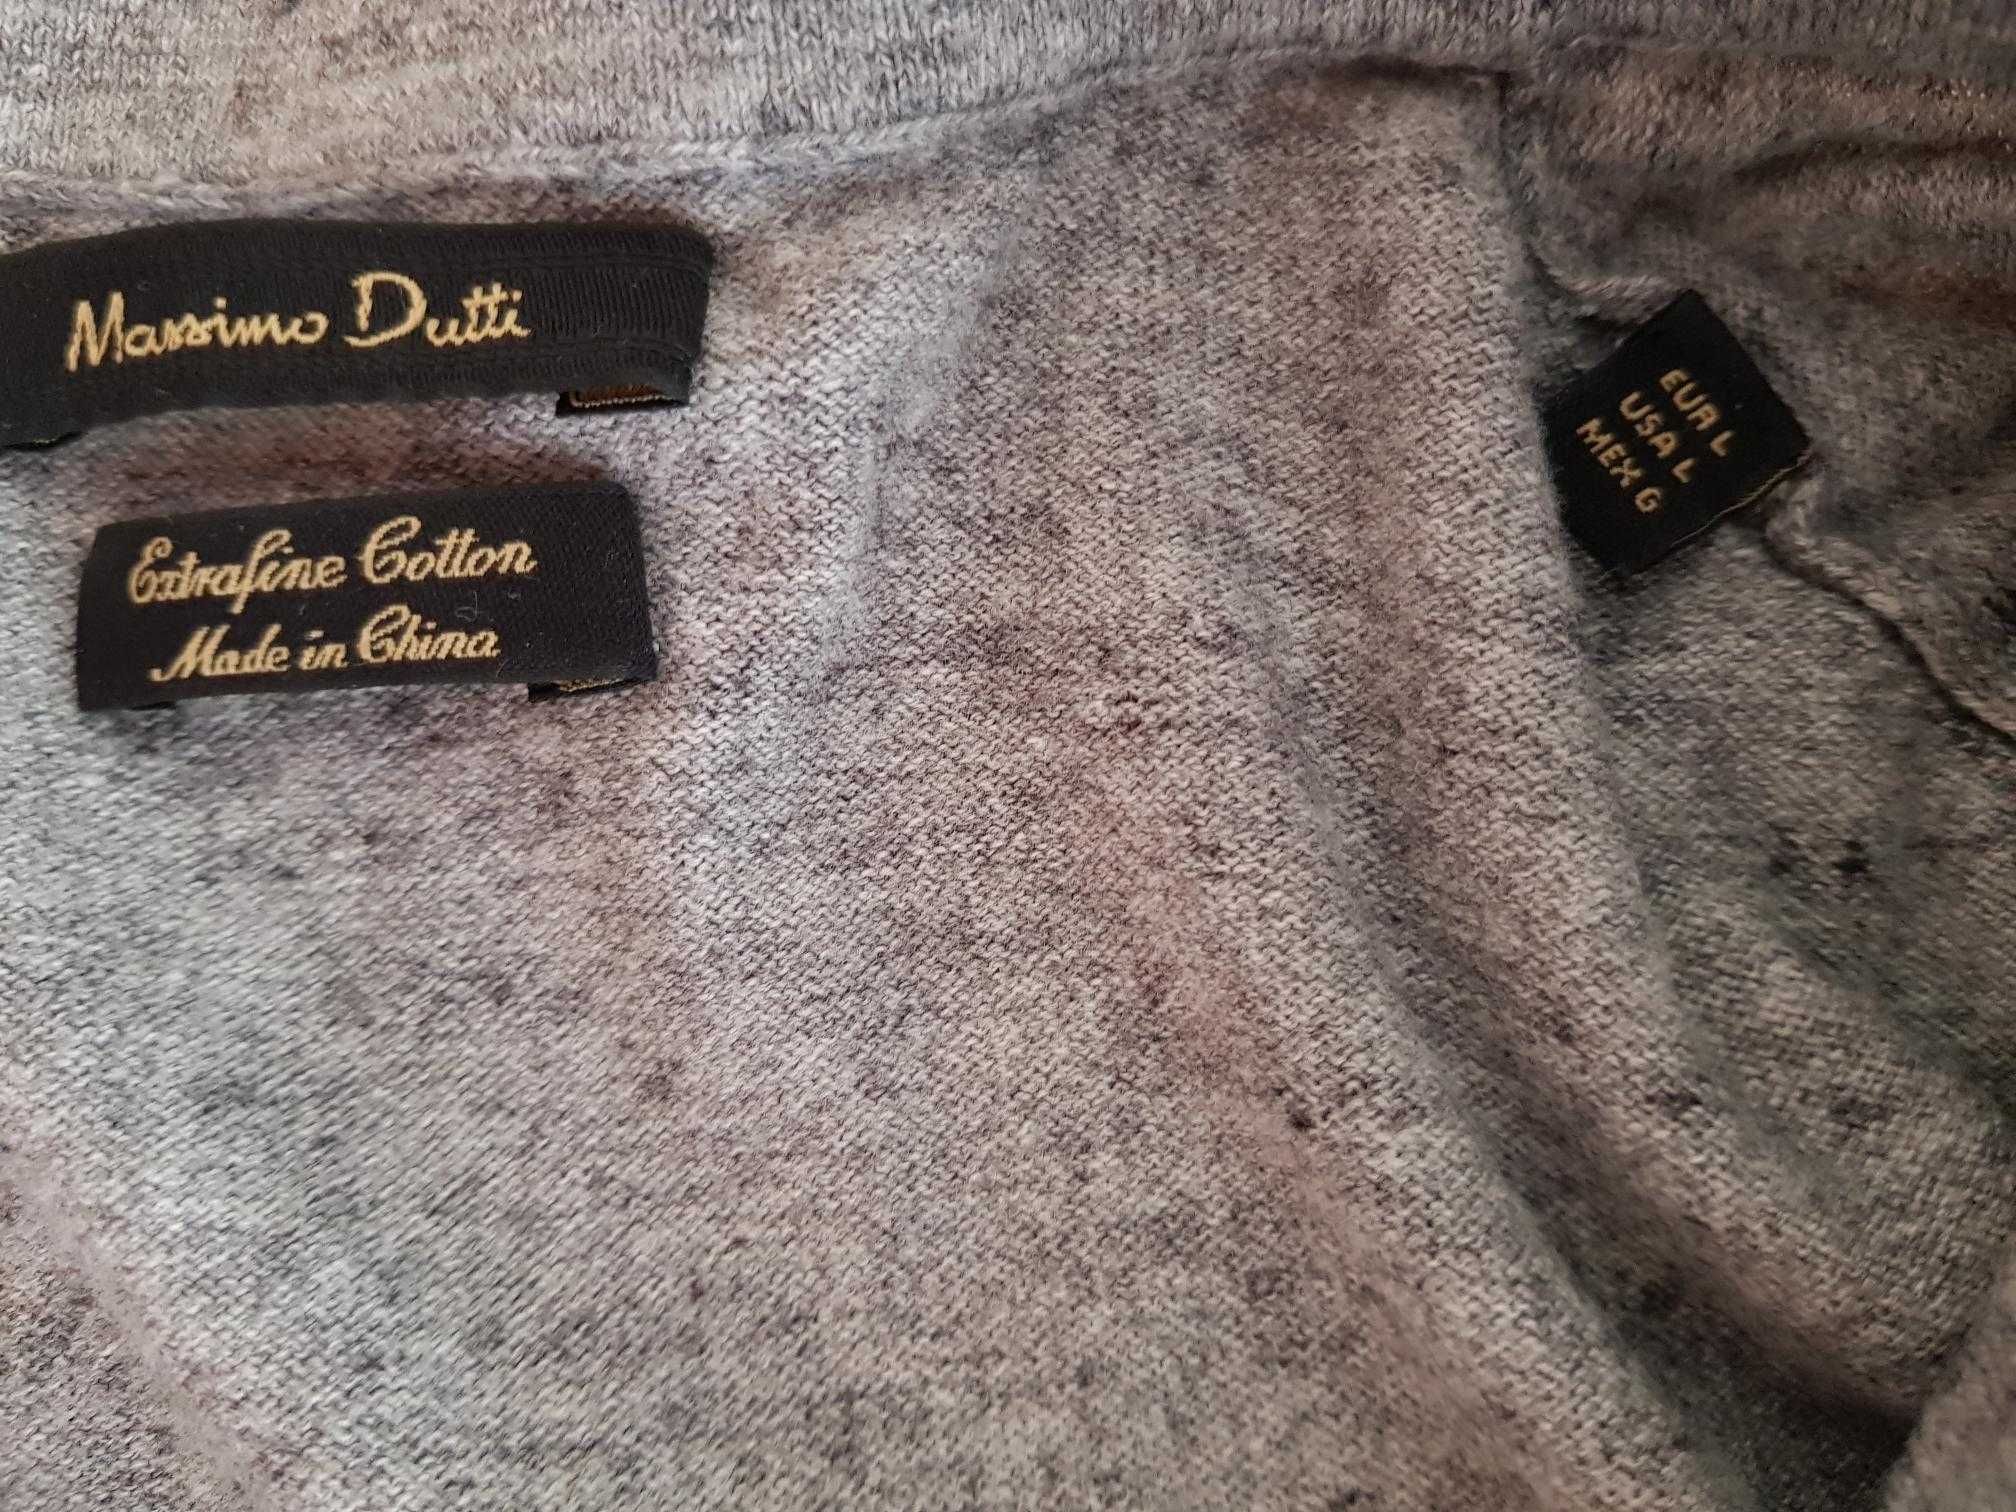 Massimo Dutti
Extrafine Cotton
Made in China
EUR L
USA L
MEX G